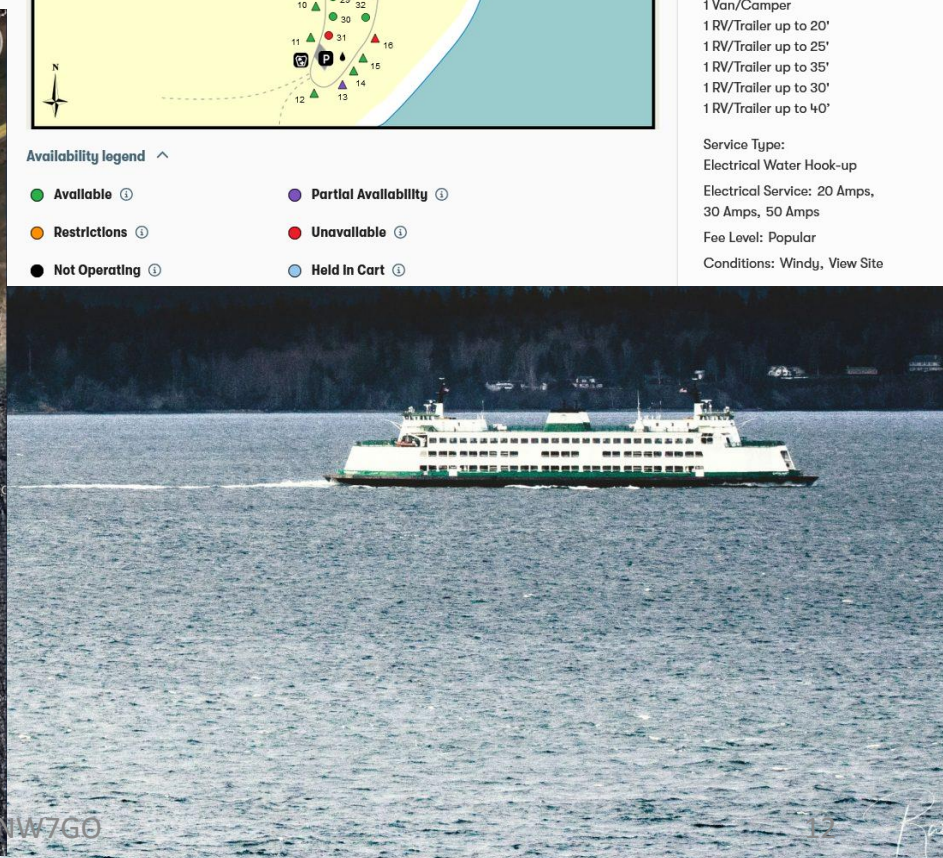 10
32
30
11
31
16
P
15
N
14
12
13
Availability legend
Available
Partial Availability
Restrictions
Unavailable
Not Operating
Held In Cart
1 Van/Camper
1 RV/Trailer up to 20'
1 RV/Trailer up to 25'
1 RV/Trailer up to 35'
1 RV/Trailer up to 30'
1 RV/Trailer up to 40'
Service Type:
Electrical Water Hook-up
Electrical Service: 20 Amps,
30 Amps, 50 Amps
Fee Level: Popular
Conditions: Windy, View Site
W7GO
12